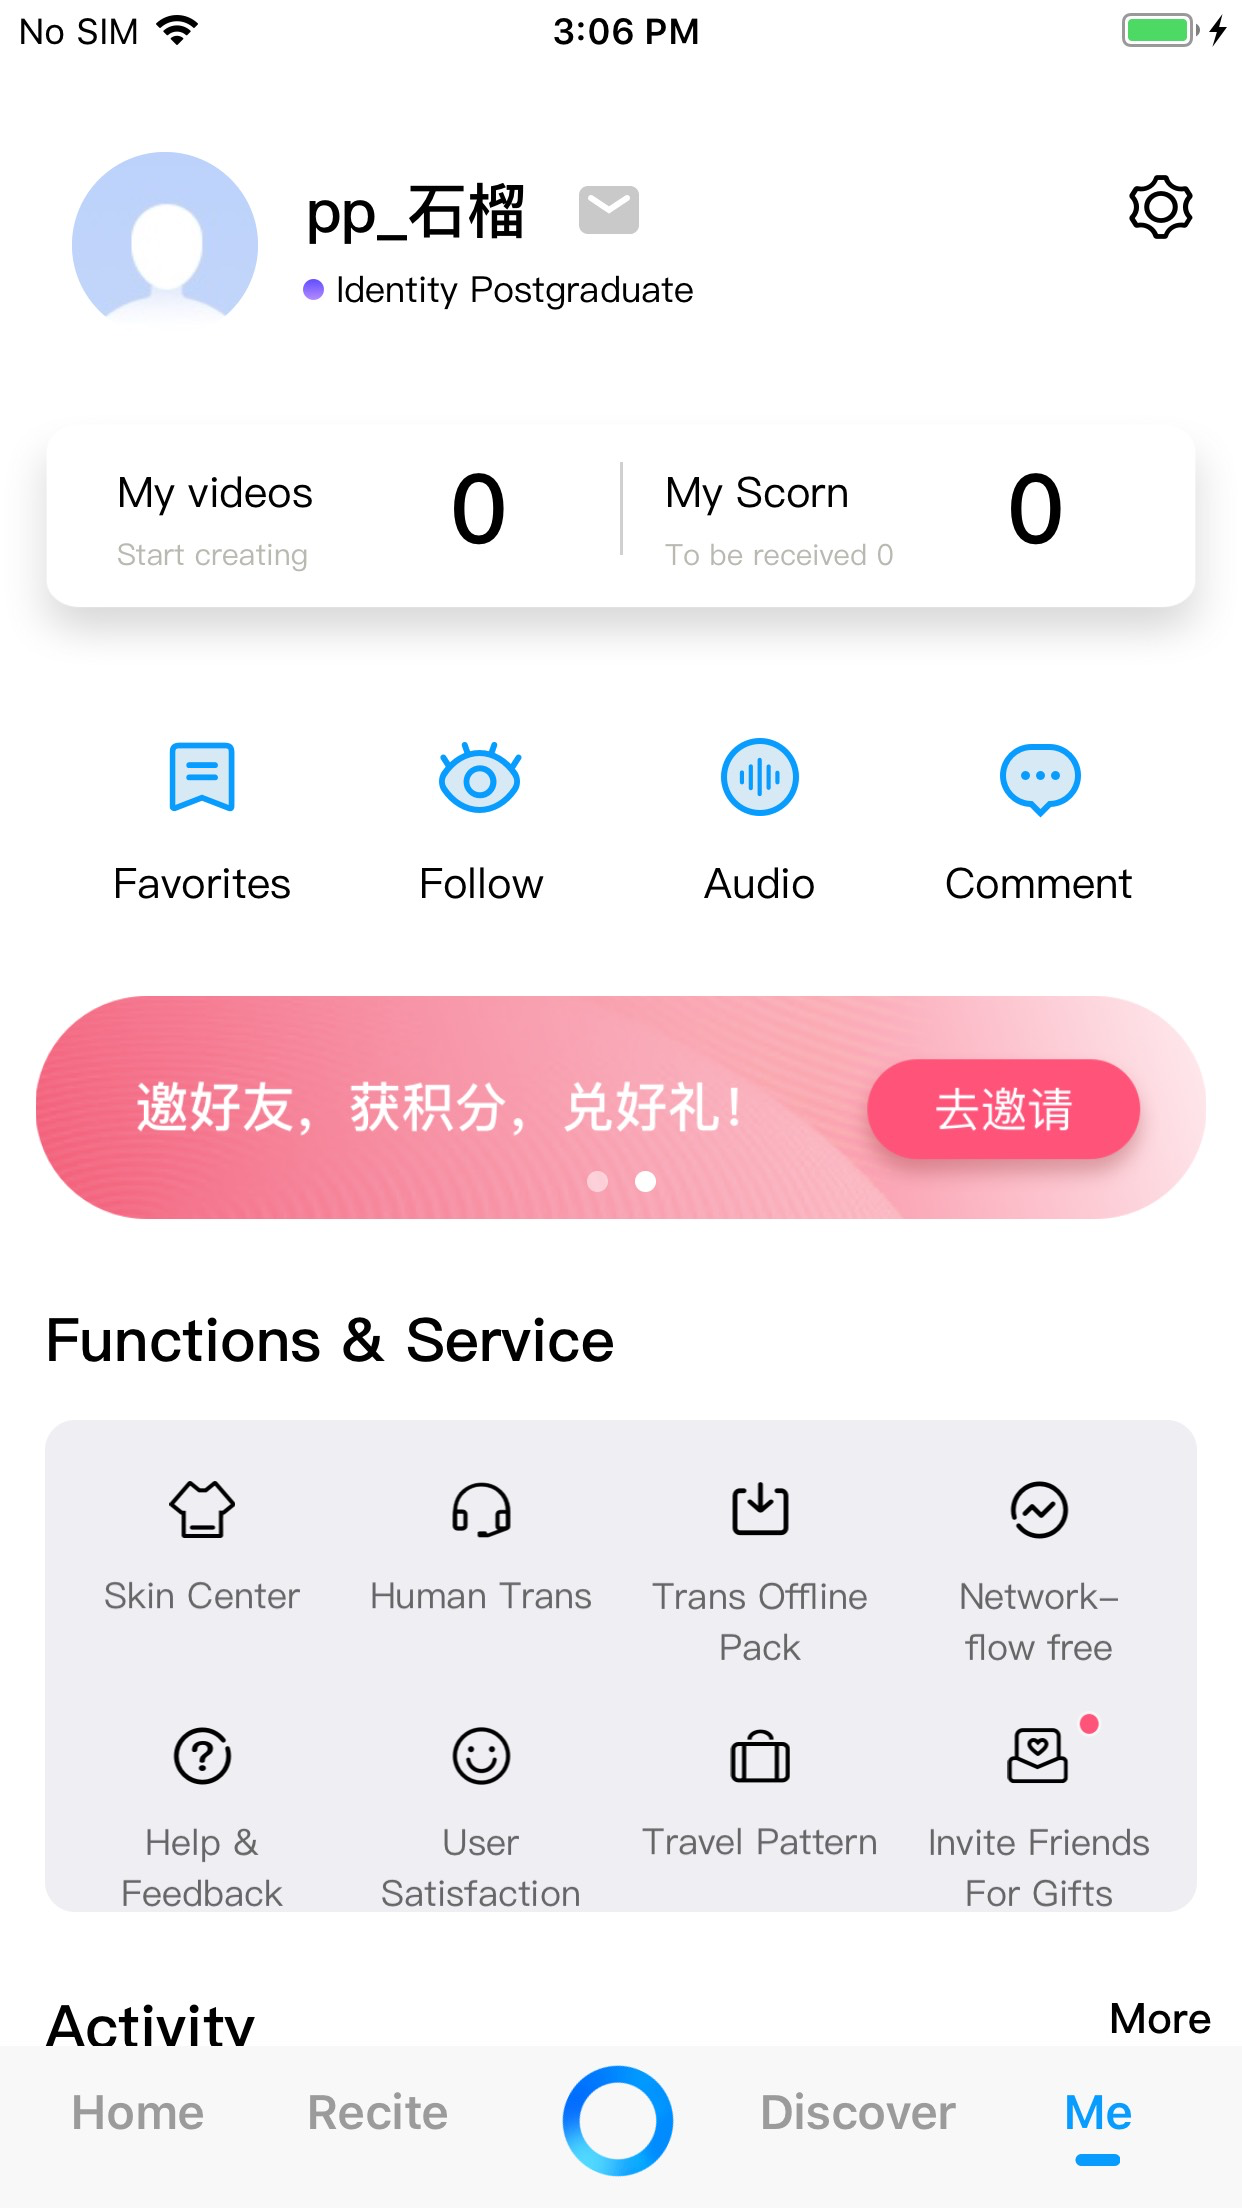 No SIM 3:06 PM
pp_石榴
Identity Postgraduate
My videos 0
Start creating
My Scorn 0
To be received 0
Favorites Follow Audio Comment
邀好友，获积分，兑好礼！ 去邀请
Functions & Service
Skin Center Human Trans Trans Offline Network-
Pack flow free
Help & User Travel Pattern Invite Friends
Feedback Satisfaction For Gifts
Activity More
Home Recite Discover Me